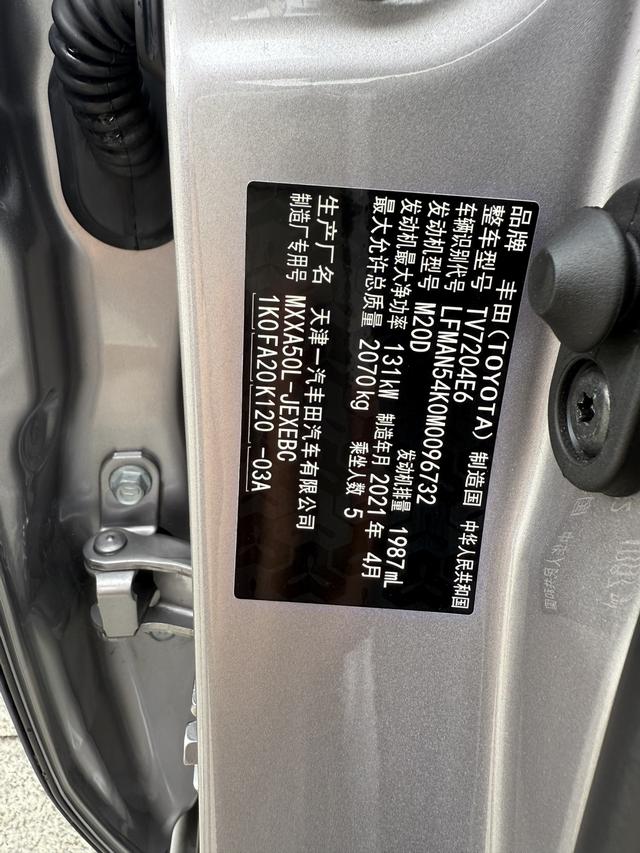 品牌 丰田(TOYOTA) 制造国 中华人民共和国
整车型号 TV7204E6
车辆识别代号 LFMAN54K0M0096732
发动机型号 M20D 发动机排量 1987mL
发动机最大净功率 131kW 制造年月 2021年 4月
最大允许总质量 2070kg 乘坐人数 5
生产厂名 天津一汽丰田汽车有限公司
制造厂专用号 MXXA50L-JEXEBC
1K0FA20K120 -03A